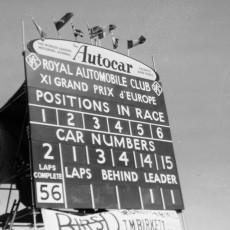 Autocar
ROYAL AUTOMOBILE CLUB
XI GRAND PRIX d'EUROPE
POSITIONS IN RACE
1 2 3 4 5 6
CAR NUMBERS
2 1 3 4 14 15
LAPS COMPLETE LAPS BEHIND LEADER
56 1 1 1
BIRKETT